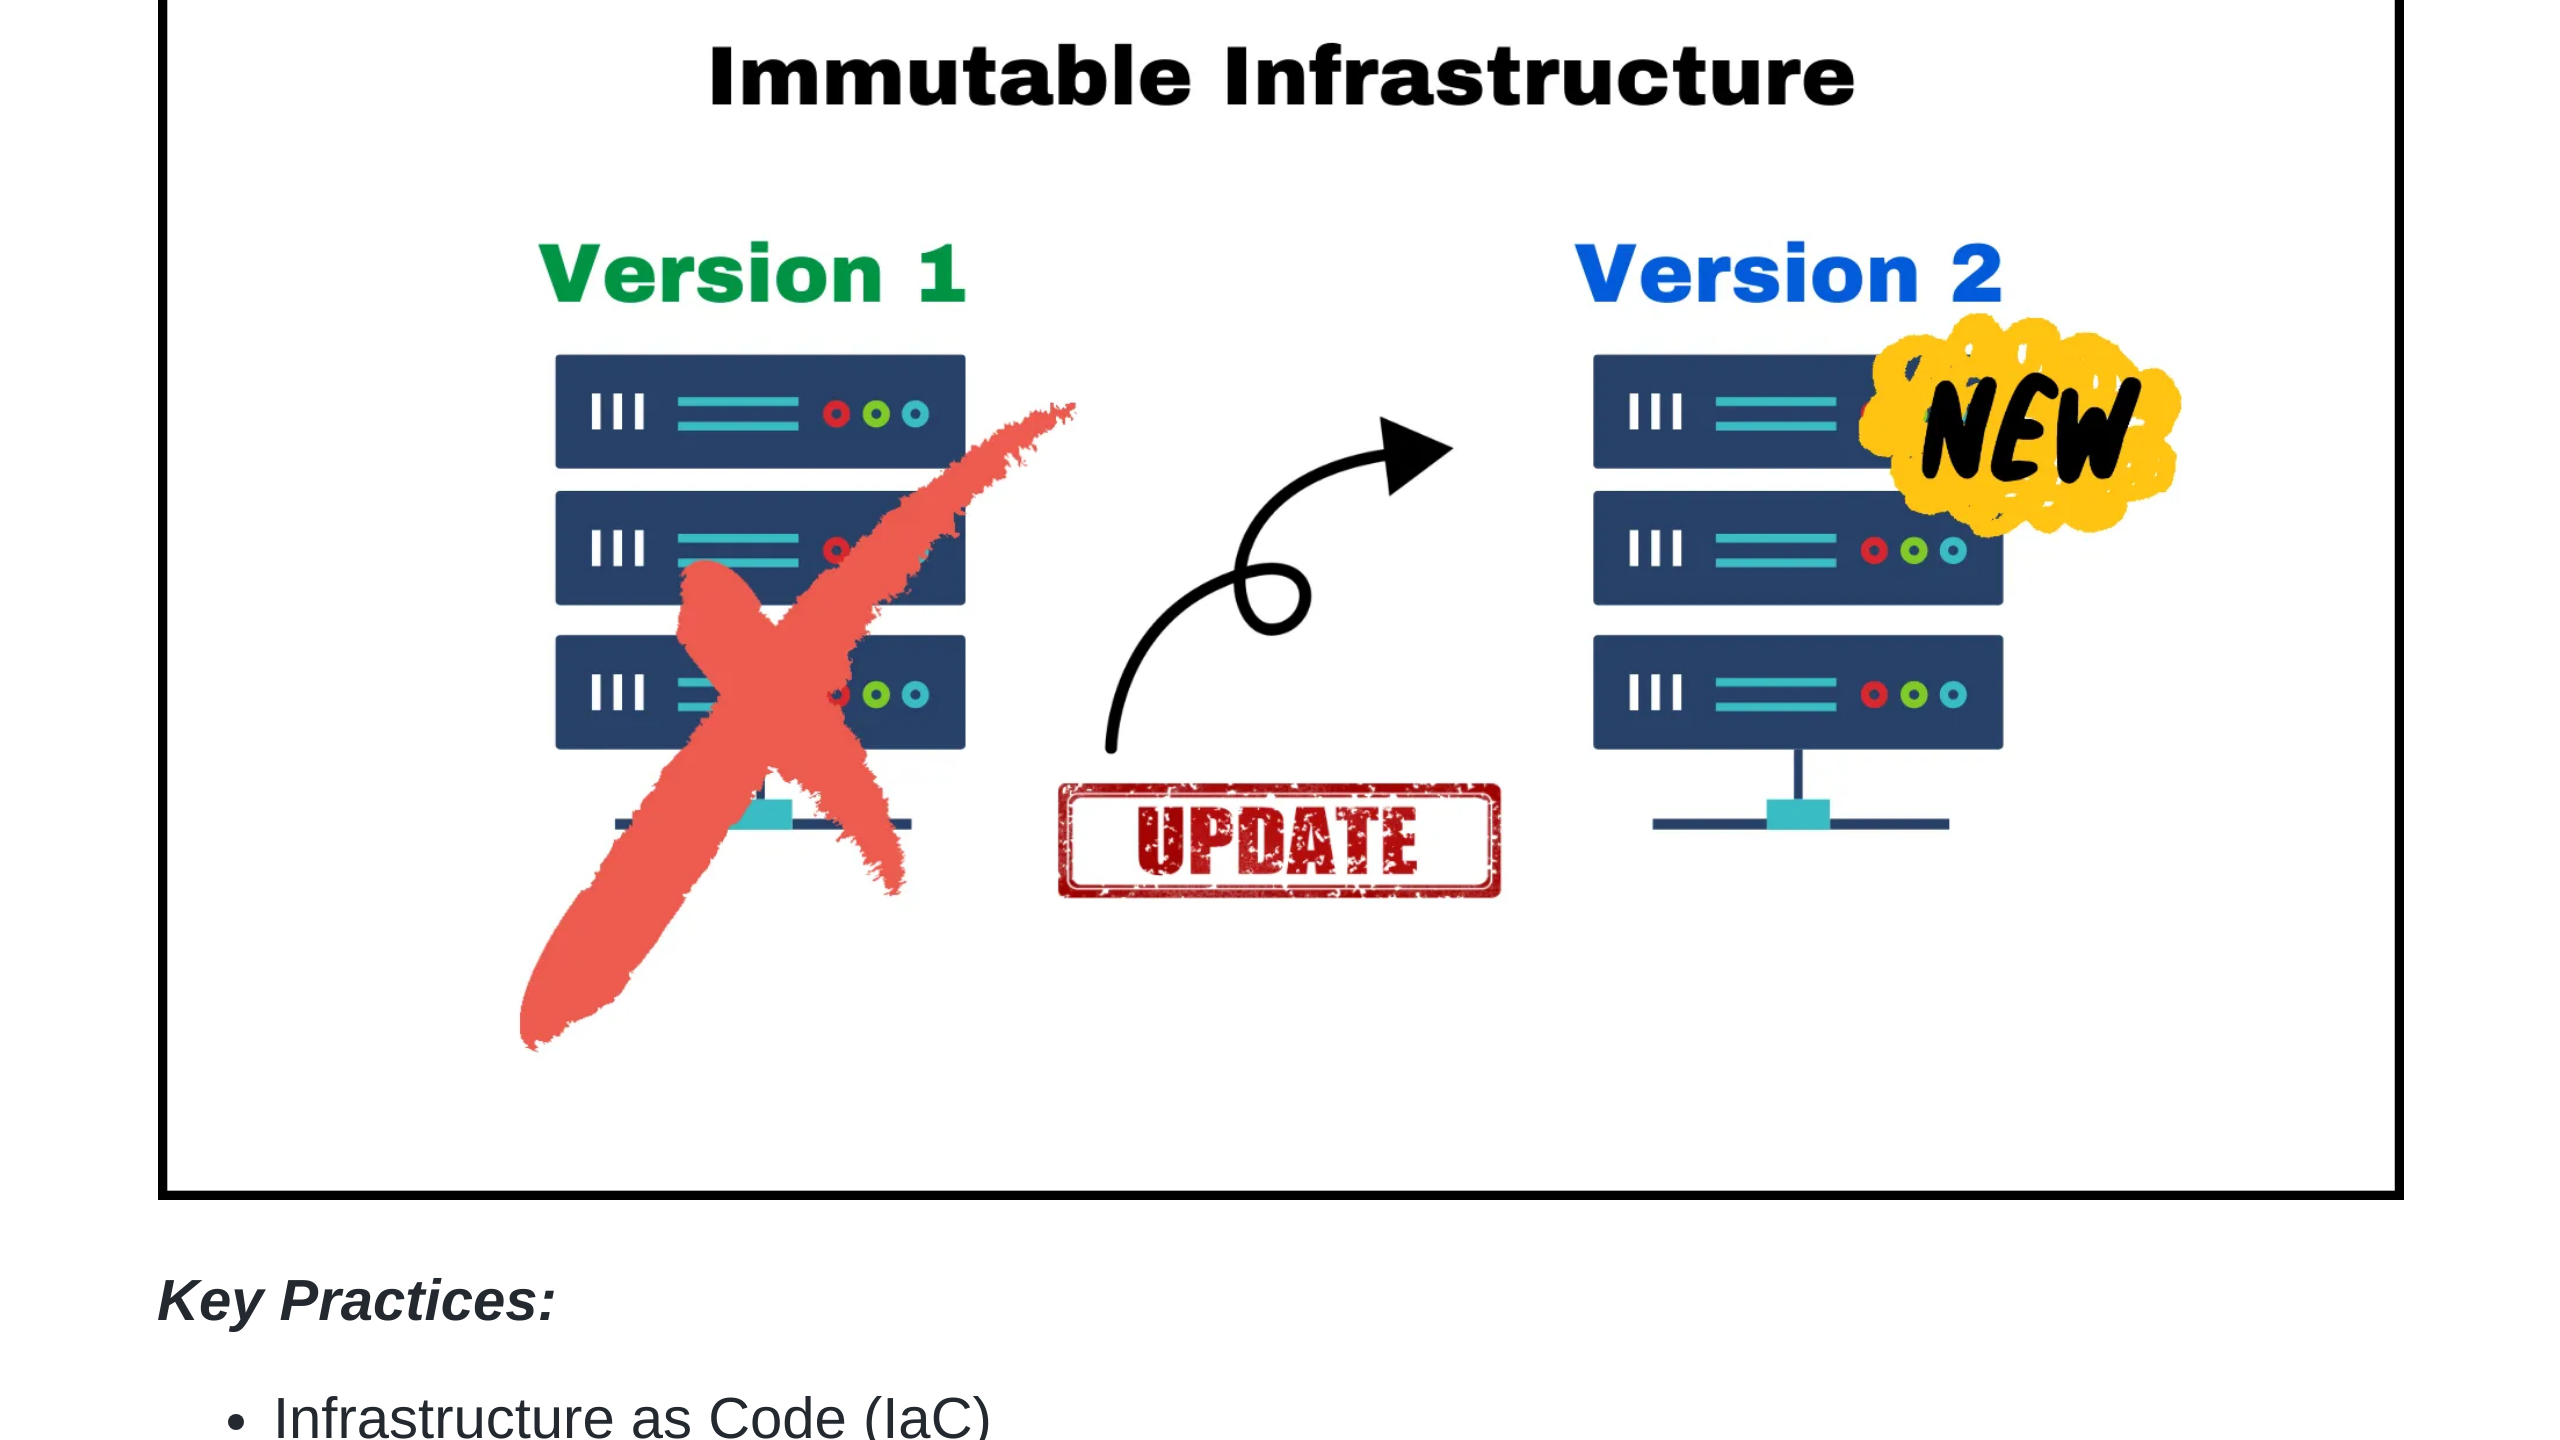 Immutable Infrastructure
Version 1
Version 2
NEW
UPDATE
Key Practices:
• Infrastructure as Code (IaC)